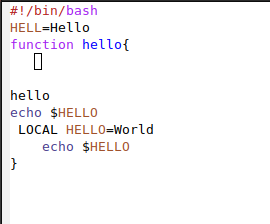 #!/bin/bash
HELL=Hello
function hello{
hello
echo $HELLO
LOCAL HELLO=World
echo $HELLO
}